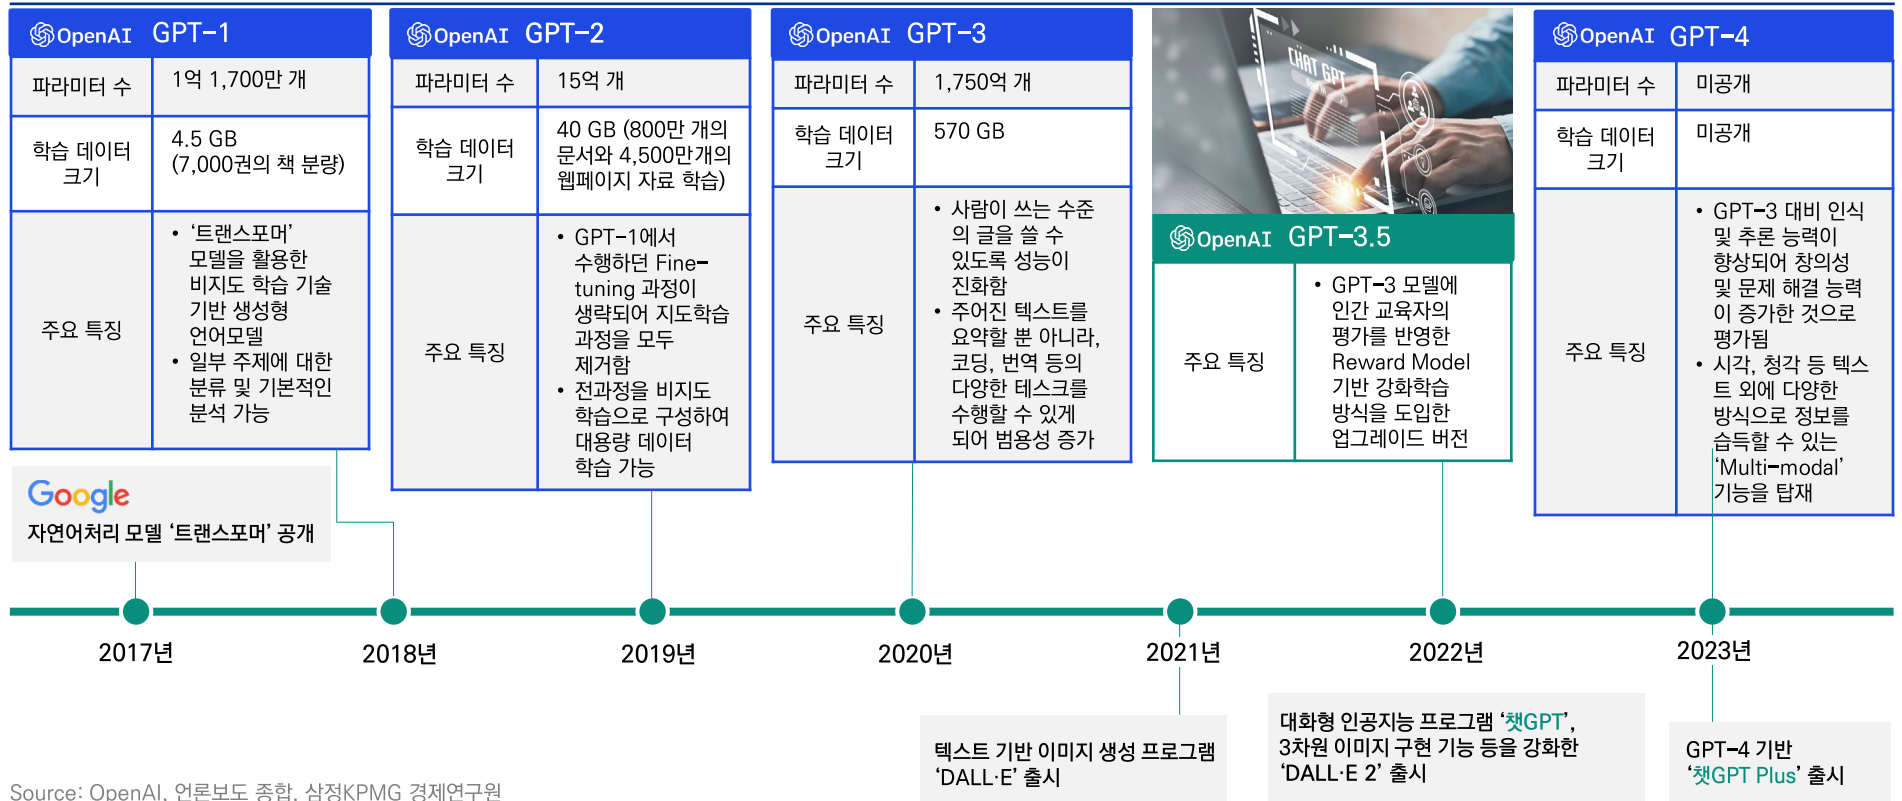 OpenAI GPT-1
파라미터 수
1억 1,700만 개
학습 데이터
크기
4.5 GB
(7,000권의 책 분량)
주요 특징
• ‘트랜스포머’
모델을 활용한
비지도 학습 기술
기반 생성형
언어모델
• 일부 주제에 대한
분류 및 기본적인
분석 가능
OpenAI GPT-2
파라미터 수
15억 개
학습 데이터
크기
40 GB (800만 개의
문서와 4,500만개의
웹페이지 자료 학습)
주요 특징
• GPT-1에서
수행하던 Fine-
tuning 과정이
생략되어 지도학습
과정을 모두
제거함
• 전과정을 비지도
학습으로 구성하여
대용량 데이터
학습 가능
OpenAI GPT-3
파라미터 수
1,750억 개
학습 데이터
크기
570 GB
주요 특징
• 사람이 쓰는 수준
의 글을 쓸 수
있도록 성능이
진화함
• 주어진 텍스트를
요약할 뿐 아니라,
코딩, 번역 등의
다양한 테스크를
수행할 수 있게
되어 범용성 증가
CHAT GPT
OpenAI GPT-3.5
주요 특징
• GPT-3 모델에
인간 교육자의
평가를 반영한
Reward Model
기반 강화학습
방식을 도입한
업그레이드 버전
OpenAI GPT-4
파라미터 수
미공개
학습 데이터
크기
미공개
주요 특징
• GPT-3 대비 인식
및 추론 능력이
향상되어 창의성
및 문제 해결 능력
이 증가한 것으로
평가됨
• 시각, 청각 등 텍스
트 외에 다양한
방식으로 정보를
습득할 수 있는
‘Multi-modal’
기능을 탑재
Google
자연어처리 모델 ‘트랜스포머’ 공개
2017년
2018년
2019년
2020년
2021년
2022년
2023년
텍스트 기반 이미지 생성 프로그램
‘DALL·E’ 출시
대화형 인공지능 프로그램 ‘챗GPT’,
3차원 이미지 구현 기능 등을 강화한
‘DALL·E 2’ 출시
GPT-4 기반
‘챗GPT Plus’ 출시
Source: OpenAI, 언론보도 종합, 삼정KPMG 경제연구원